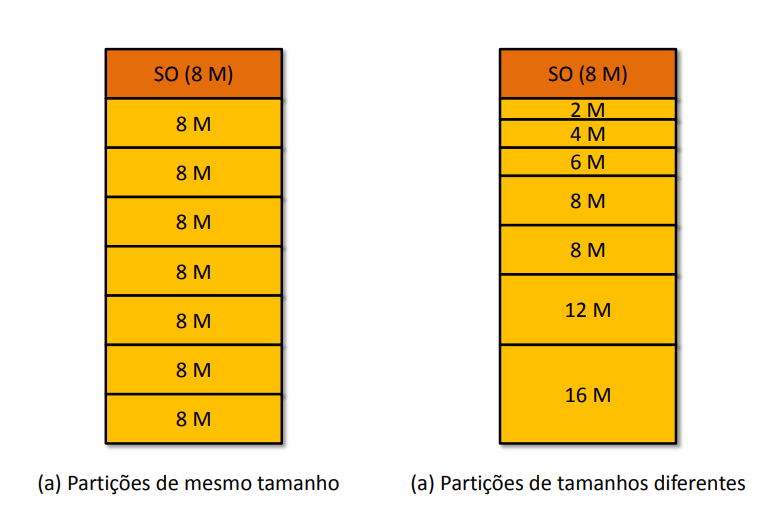 SO (8 M)
8 M
8 M
8 M
8 M
8 M
8 M
8 M
(a) Partições de mesmo tamanho
SO (8 M)
2 M
4 M
6 M
8 M
8 M
12 M
16 M
(a) Partições de tamanhos diferentes